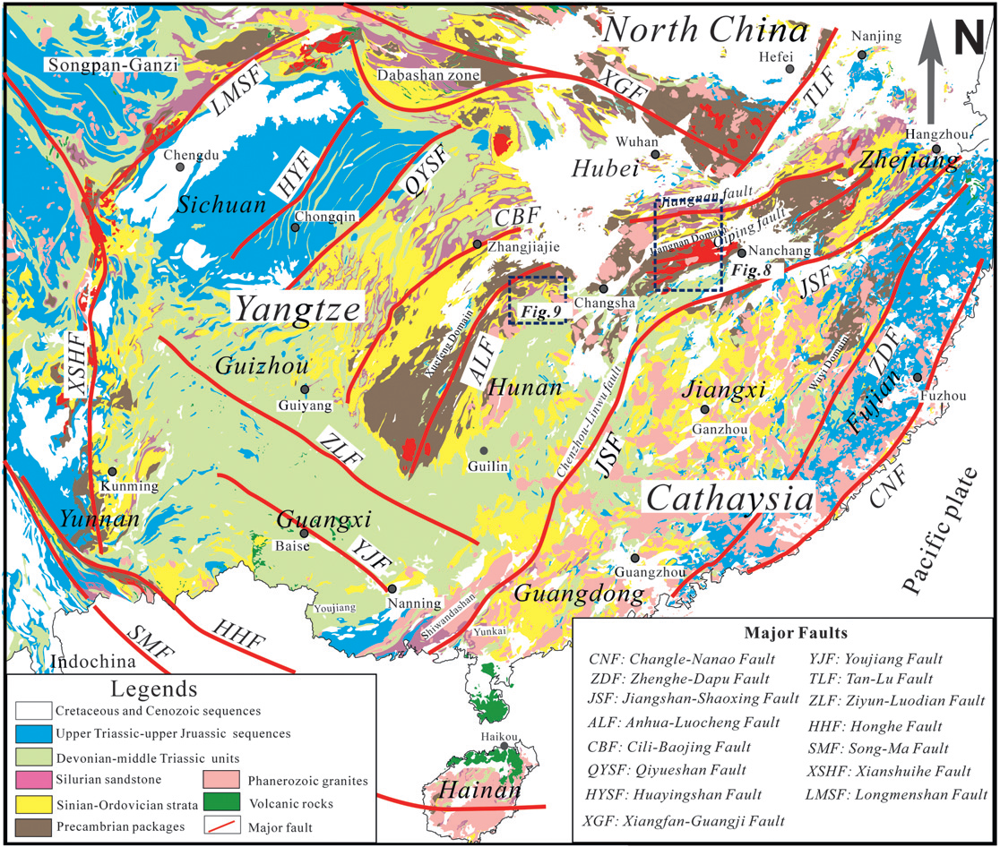 North China
N
Nanjing
Hefei
Songpan-Ganzi
LMSF
Dabashan zone
XGF
TLF
Hangzhou
Wuhan
Chengdu
Hubei
Zhejiang
HYF
QYSF
Sichuan
Chongqin
CBF
Zhangjiajie
Jiangnan fault
Jiangnan Domain
Qiping fault
Nanchang
Fig.8
JSF
Yangtze
Fig.9
Changsha
XSHF
Xuefeng Domain
ALF
Wuyi Domain
ZDF
Guizhou
Guiyang
Hunan
Jiangxi
Fujian
Fuzhou
Ganzhou
ZLF
Guilin
Chenzhou-Linwu fault
JSF
CNF
Kunming
Cathaysia
Yunnan
Guangxi
Baise
YJF
Guangzhou
Pacific plate
Nanning
Guangdong
Youjiang
Shiwandashan
Yunkai
SMF
HHF
Indochina
Haikou
Hainan
Legends
Cretaceous and Cenozoic sequences
Upper Triassic-upper Jruassic sequences
Devonian-middle Triassic units
Silurian sandstone
Phanerozoic granites
Sinian-Ordovician strata
Volcanic rocks
Precambrian packages
Major fault
Major Faults
CNF: Changle-Nanao Fault
YJF: Youjiang Fault
ZDF: Zhenghe-Dapu Fault
TLF: Tan-Lu Fault
JSF: Jiangshan-Shaoxing Fault
ZLF: Ziyun-Luodian Fault
ALF: Anhua-Luocheng Fault
HHF: Honghe Fault
CBF: Cili-Baojing Fault
SMF: Song-Ma Fault
QYSF: Qiyueshan Fault
XSHF: Xianshuihe Fault
HYSF: Huayingshan Fault
LMSF: Longmenshan Fault
XGF: Xiangfan-Guangji Fault